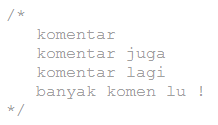 /*
komentar
komentar juga
komentar lagi
banyak komen lu !
*/